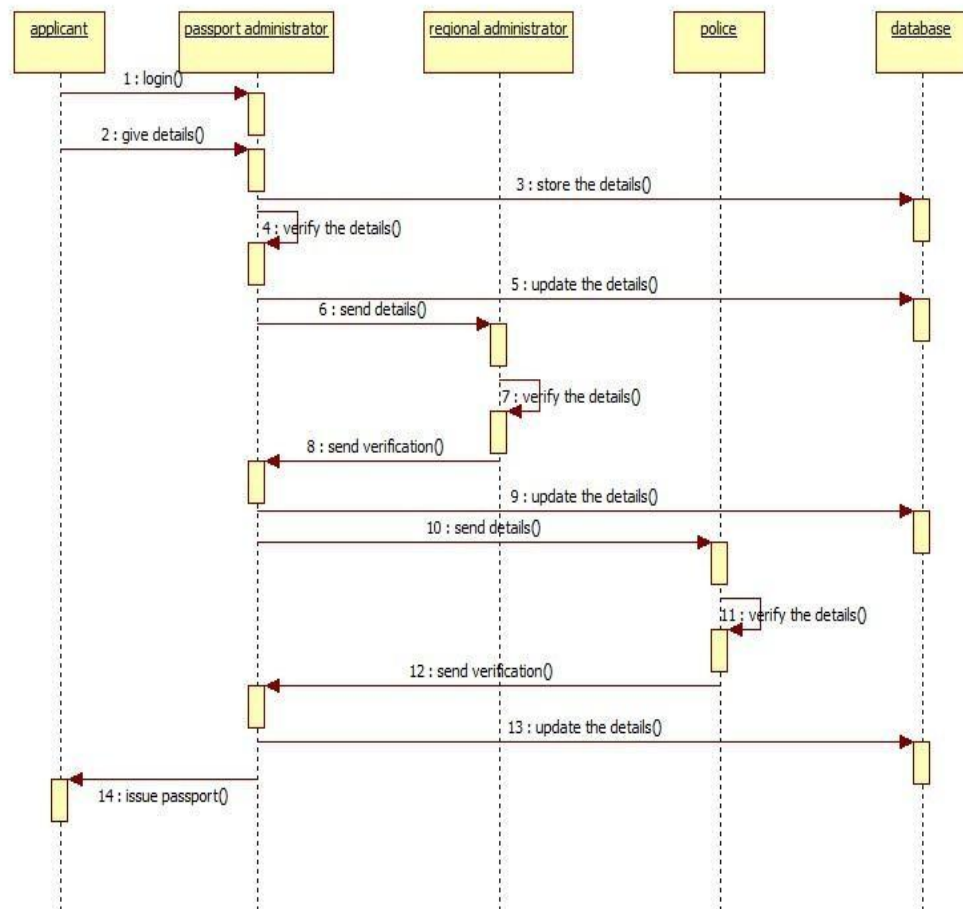 applicant
passport administrator
regional administrator
police
database
1 : login()
2 : give details()
3 : store the details()
4 : verify the details()
5 : update the details()
6 : send details()
7 : verify the details()
8 : send verification()
9 : update the details()
10 : send details()
11 : verify the details()
12 : send verification()
13 : update the details()
14 : issue passport()